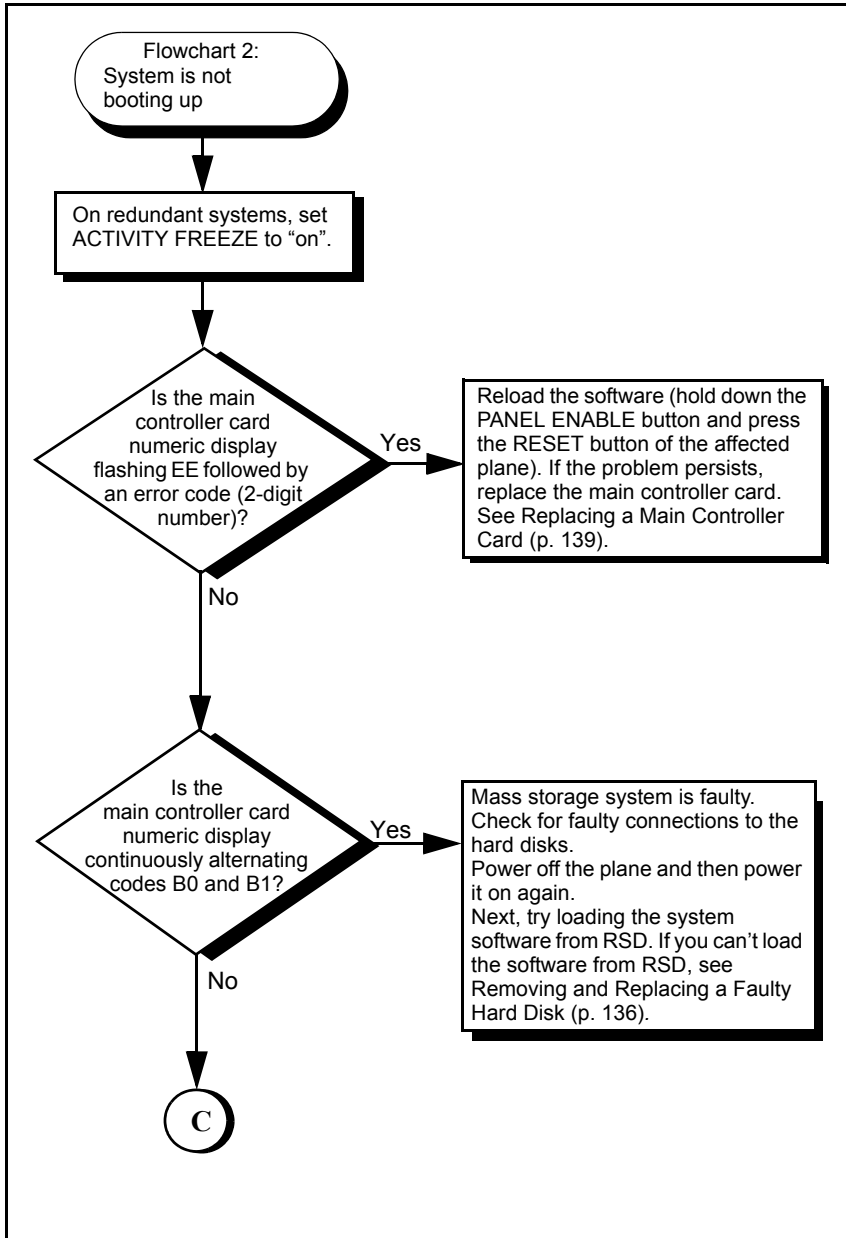 Flowchart 2:
System is not
booting up
On redundant systems, set
ACTIVITY FREEZE to “on”.
Is the main
controller card
numeric display
flashing EE followed by
an error code (2-digit
number)?
Yes
Reload the software (hold down the
PANEL ENABLE button and press
the RESET button of the affected
plane). If the problem persists,
replace the main controller card.
See Replacing a Main Controller
Card (p. 139).
No
Is the
main controller card
numeric display
continuously alternating
codes B0 and B1?
Yes
Mass storage system is faulty.
Check for faulty connections to the
hard disks.
Power off the plane and then power
it on again.
Next, try loading the system
software from RSD. If you can’t load
the software from RSD, see
Removing and Replacing a Faulty
Hard Disk (p. 136).
No
C